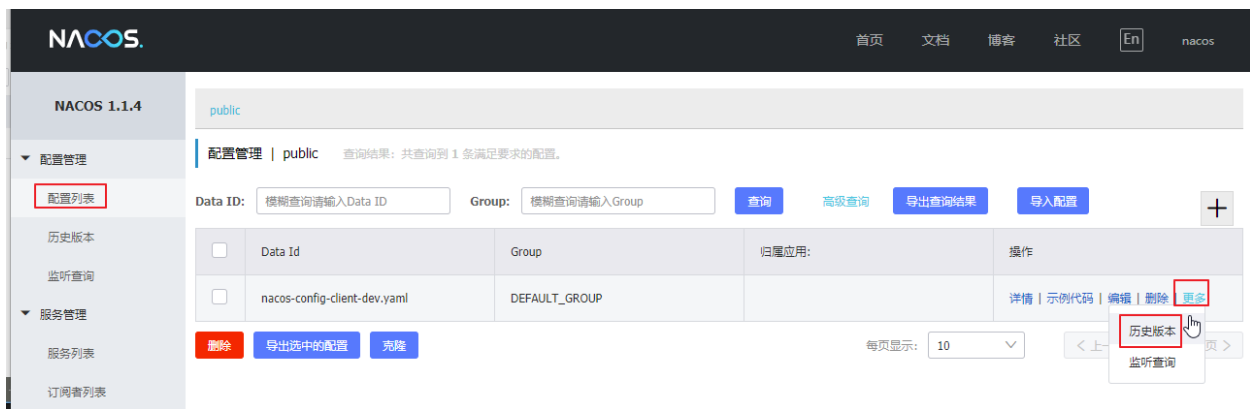 NACOS. 首页 文档 博客 社区 En nacos
NACOS 1.1.4
public
配置管理
配置管理 | public 查询结果：共查询到 1 条满足要求的配置。
配置列表
Data ID: 模糊查询请输入Data ID Group: 模糊查询请输入Group 查询 高级查询 导出查询结果 导入配置 +
历史版本
Data Id Group 归属应用: 操作
监听查询
nacos-config-client-dev.yaml DEFAULT_GROUP 详情 | 示例代码 | 编辑 | 删除 | 更多
服务管理
历史版本
删除 导出选中的配置 克隆 每页显示: 10 < 上一 页 >
服务列表
监听查询
订阅者列表